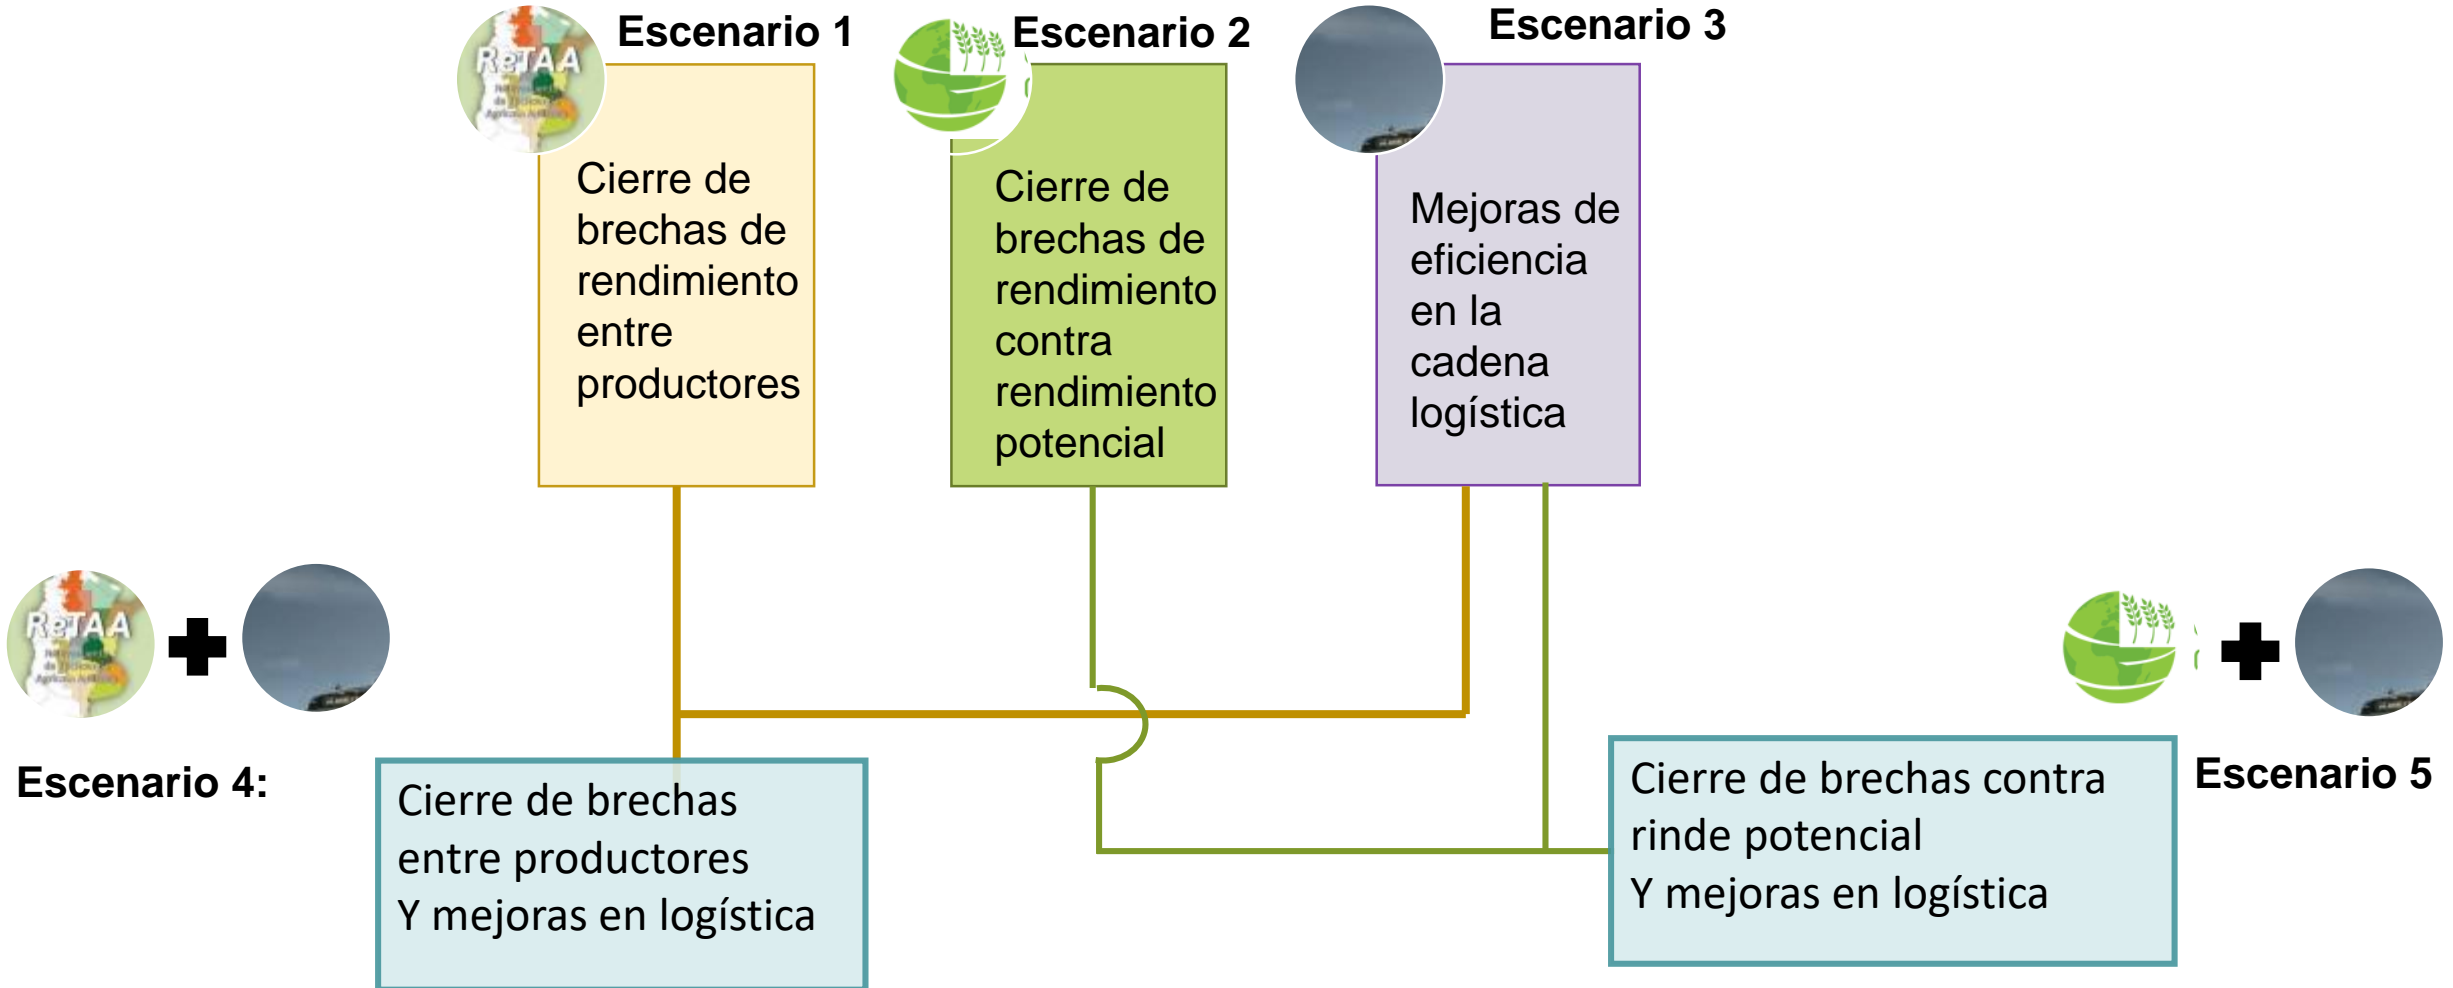 Escenario 1
ReTAA
Cierre de
brechas de
rendimiento
entre
productores
Escenario 2
Cierre de
brechas de
rendimiento
contra
rendimiento
potencial
Escenario 3
Mejoras de
eficiencia
en la
cadena
logística
ReTAA
Escenario 4:
Cierre de brechas
entre productores
Y mejoras en logística
Cierre de brechas contra
rinde potencial
Y mejoras en logística
Escenario 5